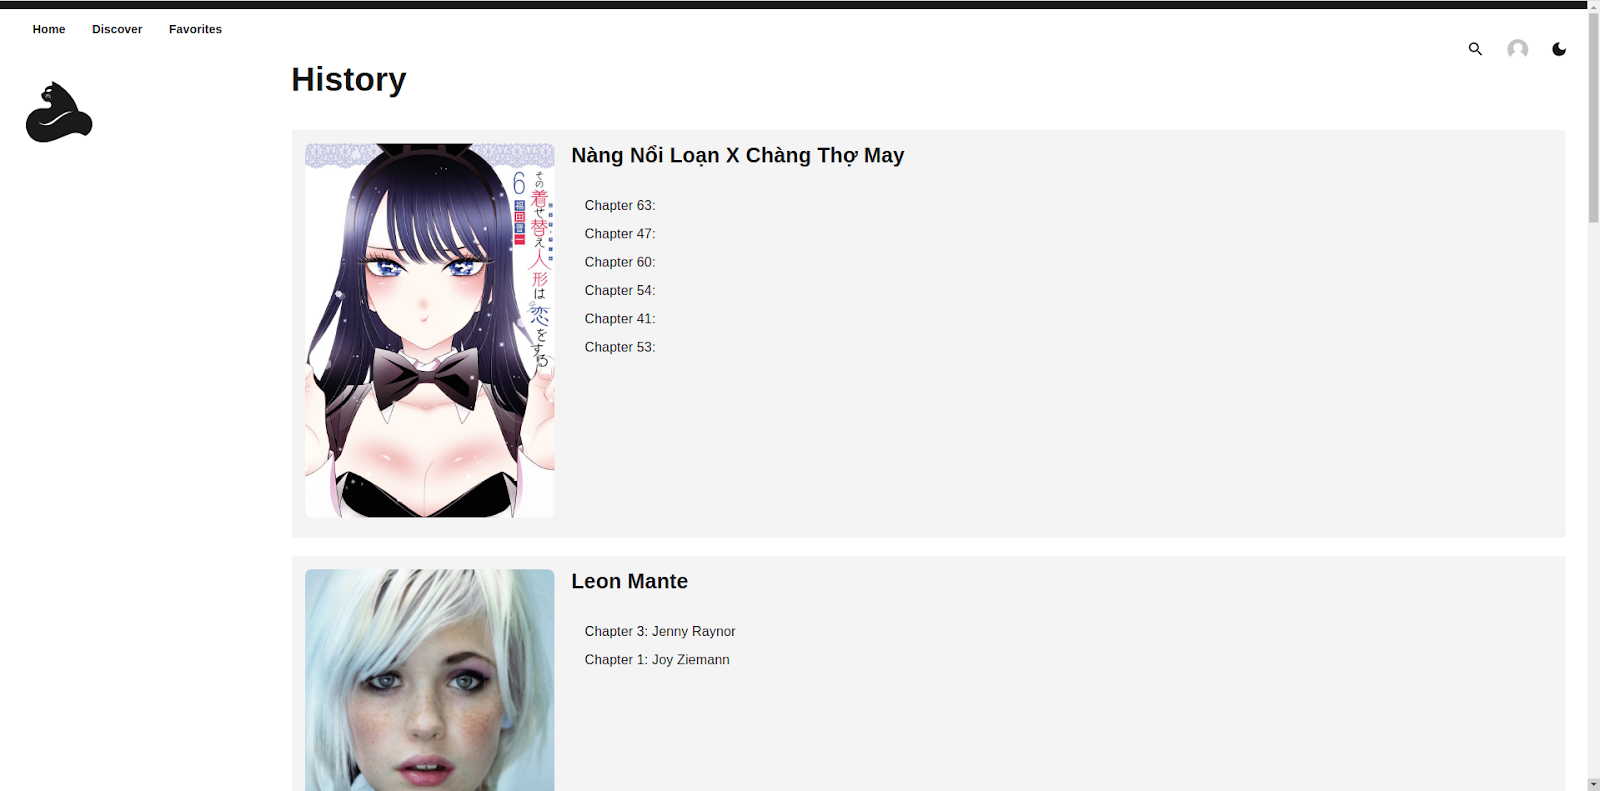 Home Discover Favorites
History
Nàng Nổi Loạn X Chàng Thợ May
Chapter 63:
Chapter 47:
Chapter 60:
Chapter 54:
Chapter 41:
Chapter 53:
6
その着せ替え人形は恋をする
福田晋一
Leon Mante
Chapter 3: Jenny Raynor
Chapter 1: Joy Ziemann